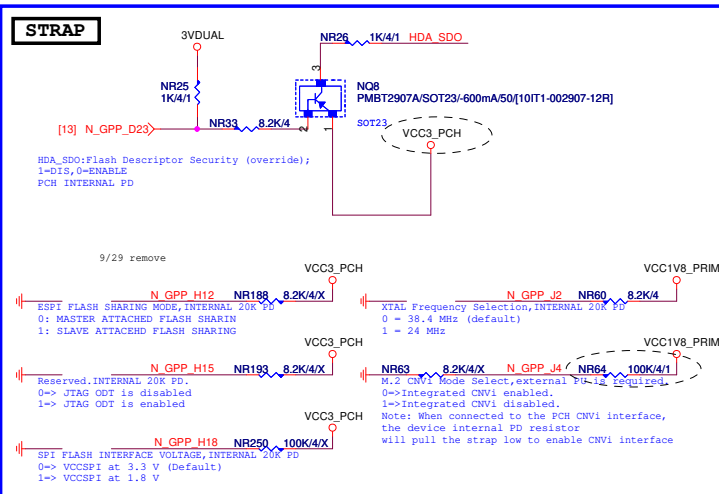 STRAP
3VDUAL
NR26 1K/4/1 HDA_SDO
3
NR25
1K/4/1
NQ8
PMBT2907A/SOT23/-600mA/50/[10IT1-002907-12R]
[13] N_GPP_D23
NR33 8.2K/4
2
1
SOT23
VCC3_PCH
HDA_SDO:Flash Descriptor Security (override);
1=DIS,0=ENABLE
PCH INTERNAL PD
9/29 remove
VCC3_PCH
N_GPP_H12 NR188 8.2K/4/X
ESPI FLASH SHARING MODE,INTERNAL 20K PD
0: MASTER ATTACHED FLASH SHARIN
1: SLAVE ATTACEHD FLASH SHARING
VCC1V8_PRIM
N_GPP_J2 NR60 8.2K/4
XTAL Frequency Selection,INTERNAL 20K PD
0 = 38.4 MHz (default)
1 = 24 MHz
VCC3_PCH
N_GPP_H15 NR193 8.2K/4/X
Reserved.INTERNAL 20K PD.
0=> JTAG ODT is disabled
1=> JTAG ODT is enabled
VCC1V8_PRIM
NR63 8.2K/4/X N_GPP_J4 NR64 100K/4/1
M.2 CNVi Mode Select,external PU is required.
0=>Integrated CNVi enabled.
1=>Integrated CNVi disabled.
Note: When connected to the PCH CNVi interface,
the device internal PD resistor
will pull the strap low to enable CNVi interface
VCC3_PCH
N_GPP_H18 NR250 100K/4/X
SPI FLASH INTERFACE VOLTAGE,INTERNAL 20K PD
0=> VCCSPI at 3.3 V (Default)
1=> VCCSPI at 1.8 V